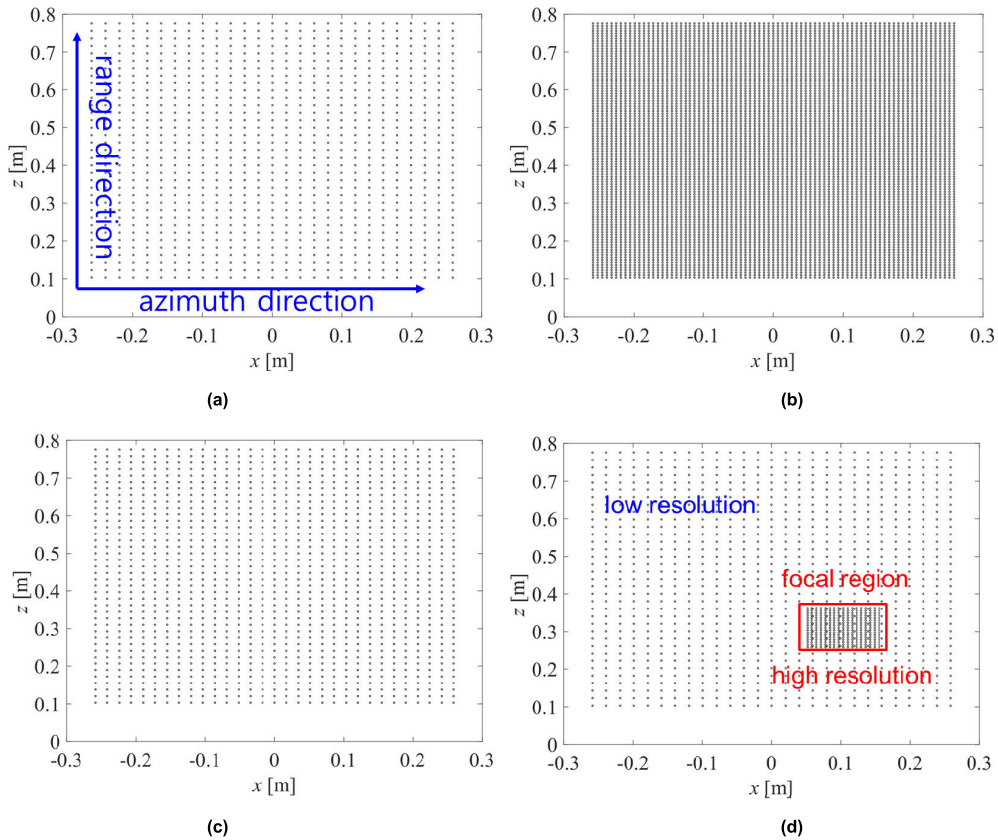 0.8
0.7
0.6
0.5
0.4
0.3
0.2
0.1
0
z [m]
range direction
azimuth direction
-0.3 -0.2 -0.1 0 0.1 0.2 0.3
x [m]
(a)
0.8
0.7
0.6
0.5
0.4
0.3
0.2
0.1
0
z [m]
-0.3 -0.2 -0.1 0 0.1 0.2 0.3
x [m]
(b)
0.8
0.7
0.6
0.5
0.4
0.3
0.2
0.1
0
z [m]
-0.3 -0.2 -0.1 0 0.1 0.2 0.3
x [m]
(c)
0.8
0.7
0.6
0.5
0.4
0.3
0.2
0.1
0
z [m]
low resolution
focal region
high resolution
-0.3 -0.2 -0.1 0 0.1 0.2 0.3
x [m]
(d)